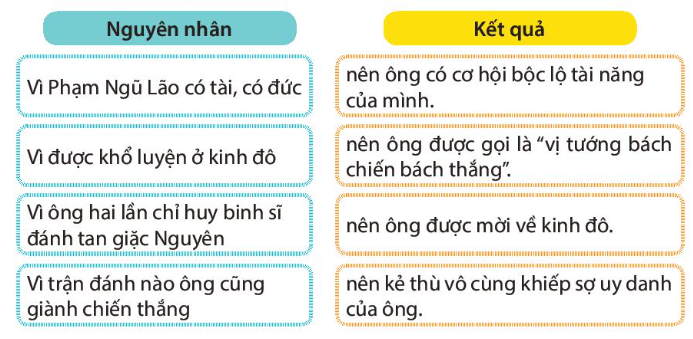 Nguyên nhân
Kết quả
Vì Phạm Ngũ Lão có tài, có đức
nên ông có cơ hội bộc lộ tài năng
của mình.
Vì được khổ luyện ở kinh đô
nên ông được gọi là “vị tướng bách
chiến bách thắng”.
Vì ông hai lần chỉ huy binh sĩ
đánh tan giặc Nguyên
nên ông được mời về kinh đô.
Vì trận đánh nào ông cũng
giành chiến thắng
nên kẻ thù vô cùng khiếp sợ uy danh
của ông.